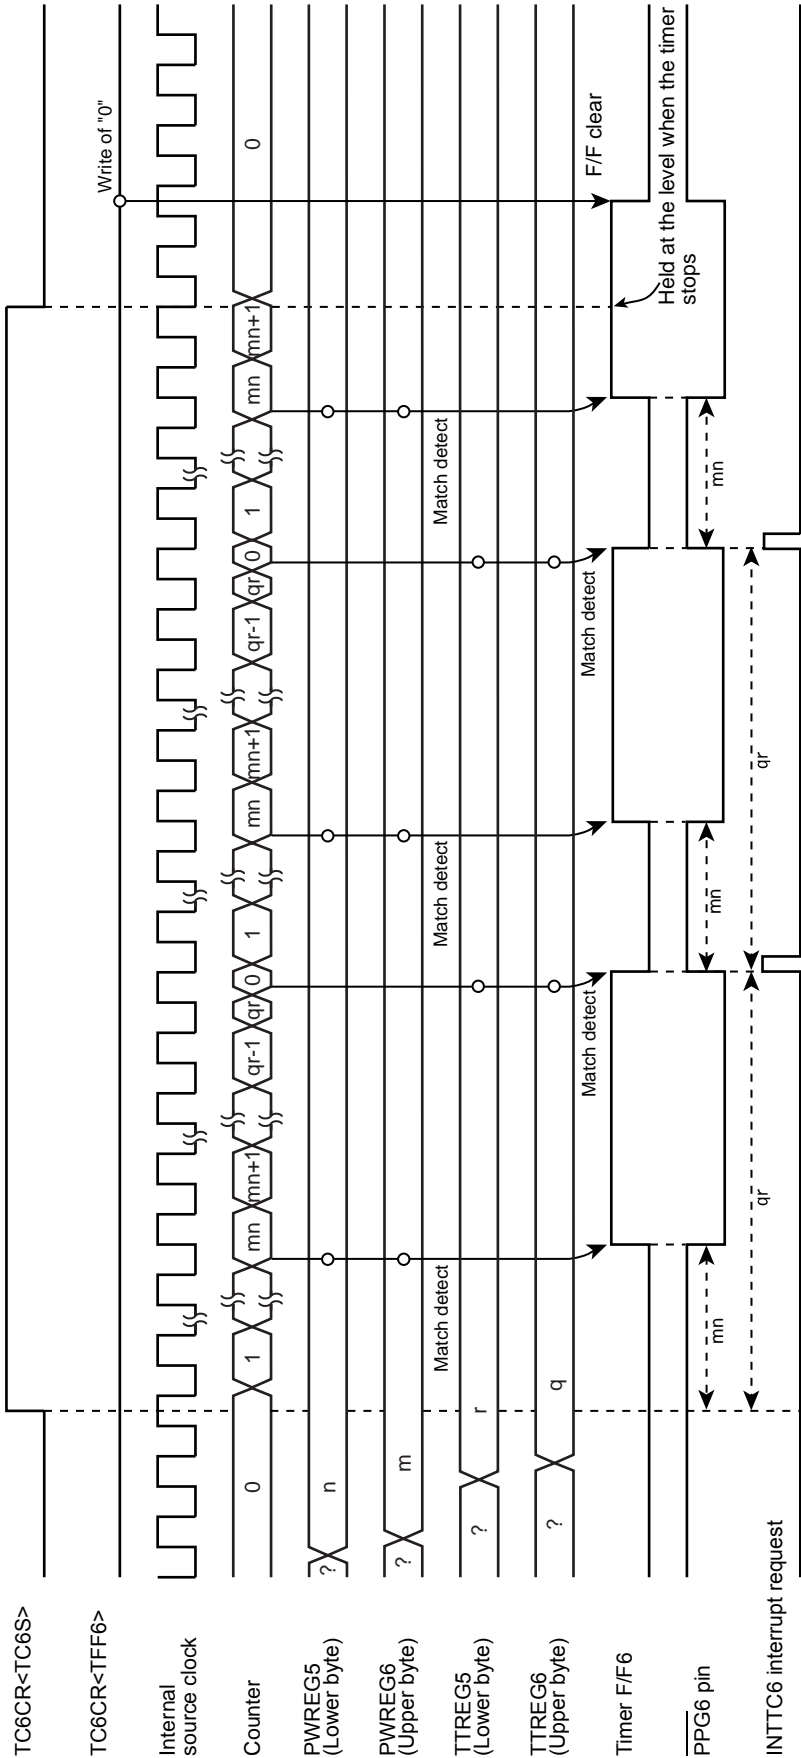 TC6CR<TC6S>
TC6CR<TFF6>
Write of "0"
Internal
source clock
Counter
0
1
mn
mn+1
qr-1
qr
0
1
mn
mn+1
qr-1
qr
0
1
mn
mn+1
0
PWREG5
(Lower byte)
?
n
PWREG6
(Upper byte)
?
m
Match detect
Match detect
Match detect
TTREG5
(Lower byte)
?
r
TTREG6
(Upper byte)
?
q
Match detect
Match detect
F/F clear
Timer F/F6
Held at the level when the timer
stops
PPG6 pin
mn
mn
mn
qr
qr
INTTC6 interrupt request